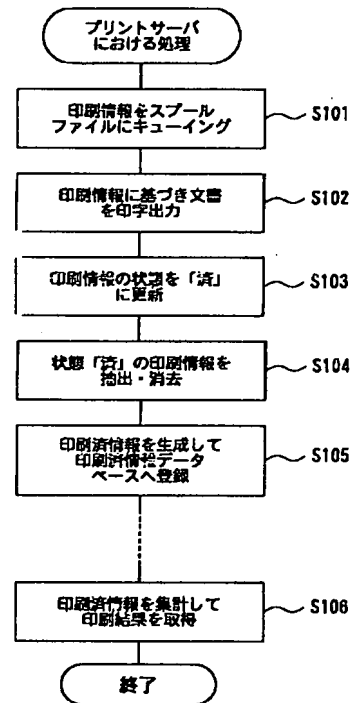 プリントサーバ
における処理
印刷情報をスプール
ファイルにキューイング
S101
印刷情報に基づき文書
を印字出力
S102
印刷情報の状態を「済」
に更新
S103
状態「済」の印刷情報を
抽出・消去
S104
印刷済情報を生成して
印刷済情報データ
ベースへ登録
S105
印刷済情報を集計して
印刷結果を取得
S106
終了